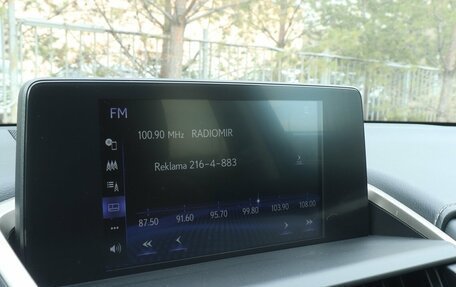 FM
100.90 MHz RADIOMIR
Reklama 216-4-883
87.50 91.60 95.70 99.80 103.90 108.00